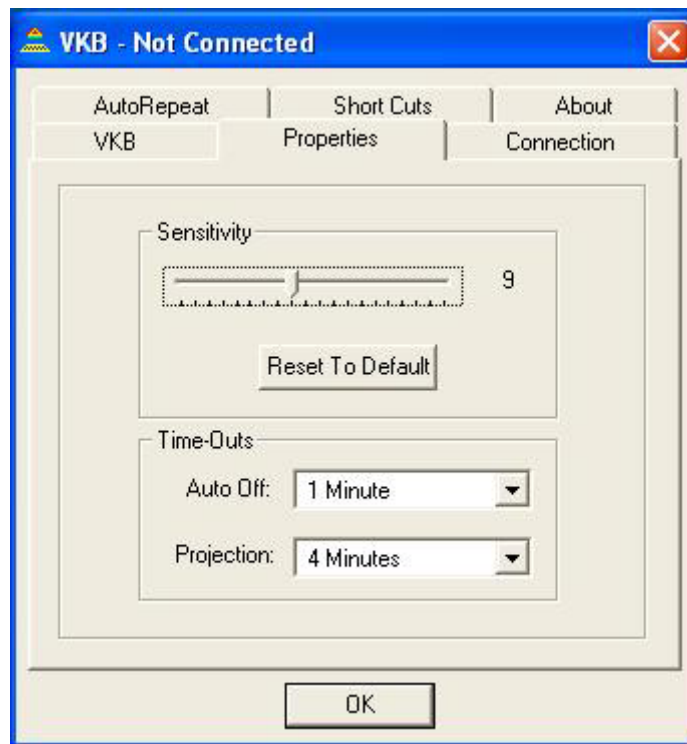 VKB - Not Connected
AutoRepeat Short Cuts About
VKB Properties Connection
Sensitivity
9
Reset To Default
Time-Outs
Auto Off: 1 Minute
Projection: 4 Minutes
OK